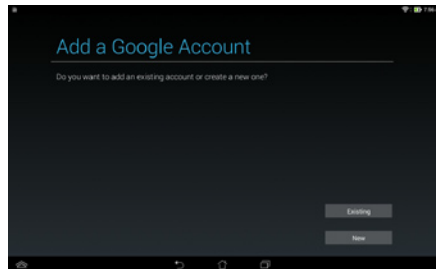 Add a Google Account
Do you want to add an existing account or create a new one?
Existing
New